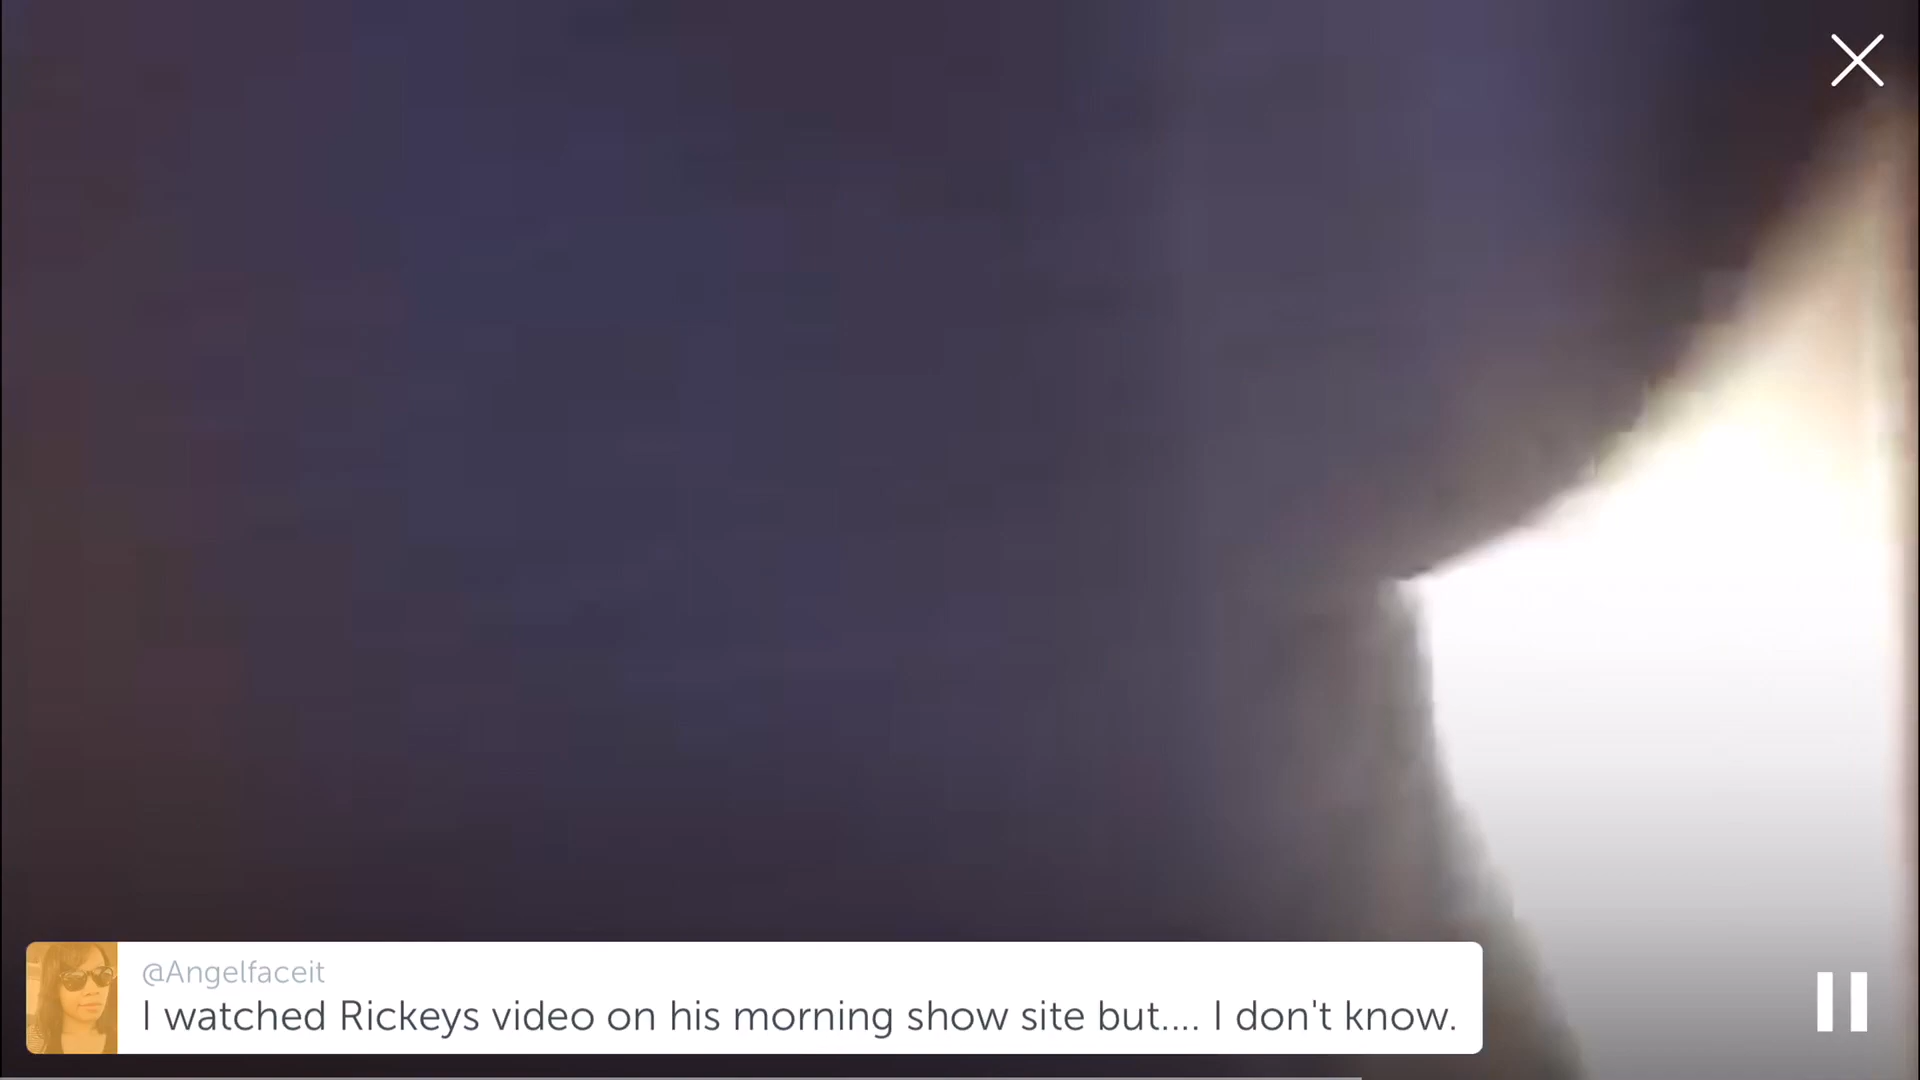 @Angelfaceit
I watched Rickeys video on his morning show site but.... I don't know.